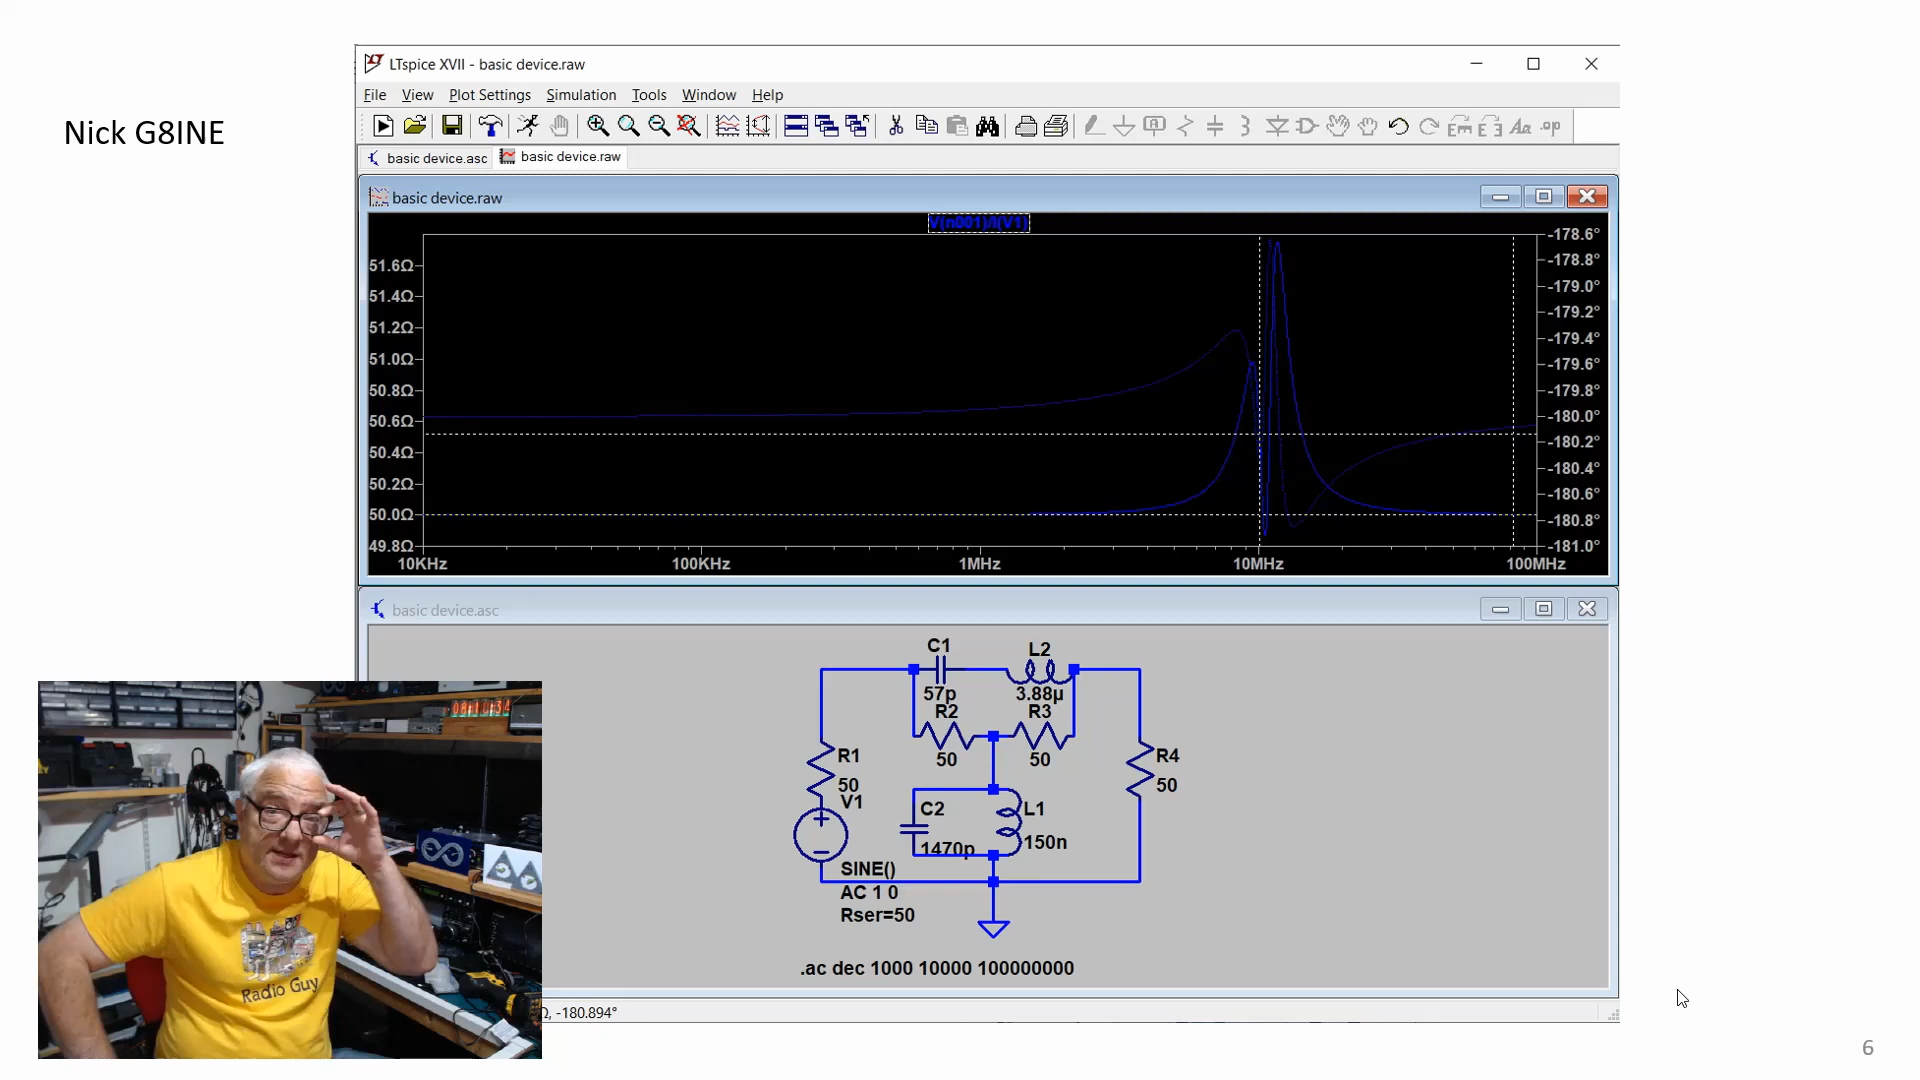 Nick G8INE
LTspice XVII - basic device.raw
File View Plot Settings Simulation Tools Window Help
basic device.asc
basic device.raw
basic device.raw
V(n001)/I(V1)
51.6Ω
51.4Ω
51.2Ω
51.0Ω
50.8Ω
50.6Ω
50.4Ω
50.2Ω
50.0Ω
49.8Ω
-178.6°
-178.8°
-179.0°
-179.2°
-179.4°
-179.6°
-179.8°
-180.0°
-180.2°
-180.4°
-180.6°
-180.8°
-181.0°
10KHz 100KHz 1MHz 10MHz 100MHz
basic device.asc
C1
57p
L2
3.88µ
R2
50
R3
50
R1
50
V1
R4
50
C2
1470p
L1
150n
SINE()
AC 1 0
Rser=50
.ac dec 1000 10000 100000000
Ω, -180.894°
Radio Guy
6